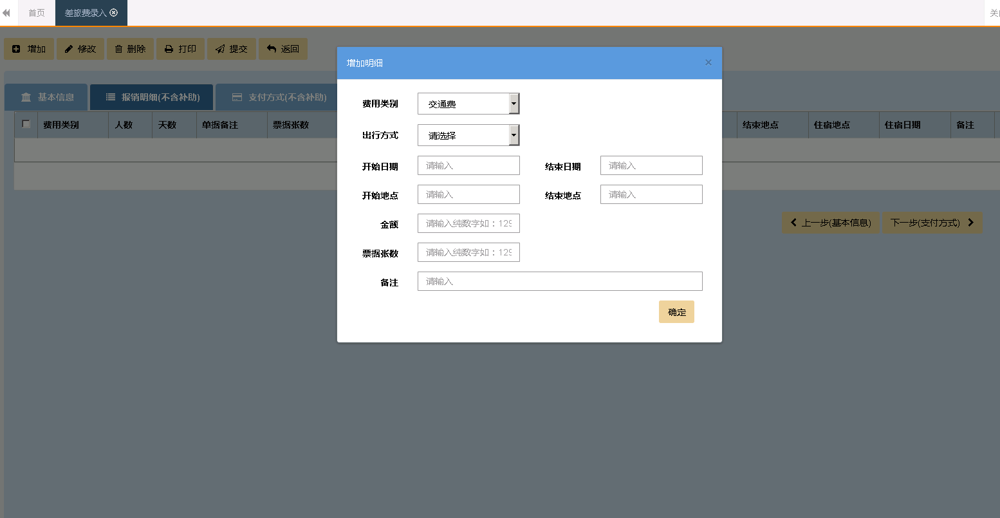 首页 差旅费录入
增加 修改 删除 打印 提交 返回
增加明细 ×
基本信息 报销明细(不含补助) 支付方式(不含补助)
费用类别 人数 天数 单据备注 票据张数 结束地点 住宿地点 住宿日期 备注
费用类别 交通费
出行方式 请选择
开始日期 请输入 结束日期 请输入
开始地点 请输入 结束地点 请输入
金额 请输入纯数字如：129
票据张数 请输入纯数字如：129
备注 请输入
确定
上一步(基本信息) 下一步(支付方式)